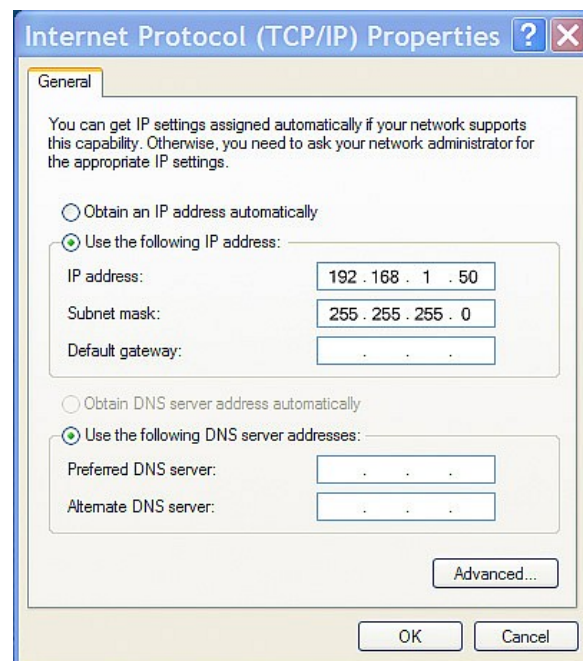 Internet Protocol (TCP/IP) Properties ? X
General
You can get IP settings assigned automatically if your network supports
this capability. Otherwise, you need to ask your network administrator for
the appropriate IP settings.
Obtain an IP address automatically
Use the following IP address:
IP address: 192 . 168 . 1 . 50
Subnet mask: 255 . 255 . 255 . 0
Default gateway: . . .
Obtain DNS server address automatically
Use the following DNS server addresses:
Preferred DNS server: . . .
Alternate DNS server: . . .
Advanced...
OK Cancel